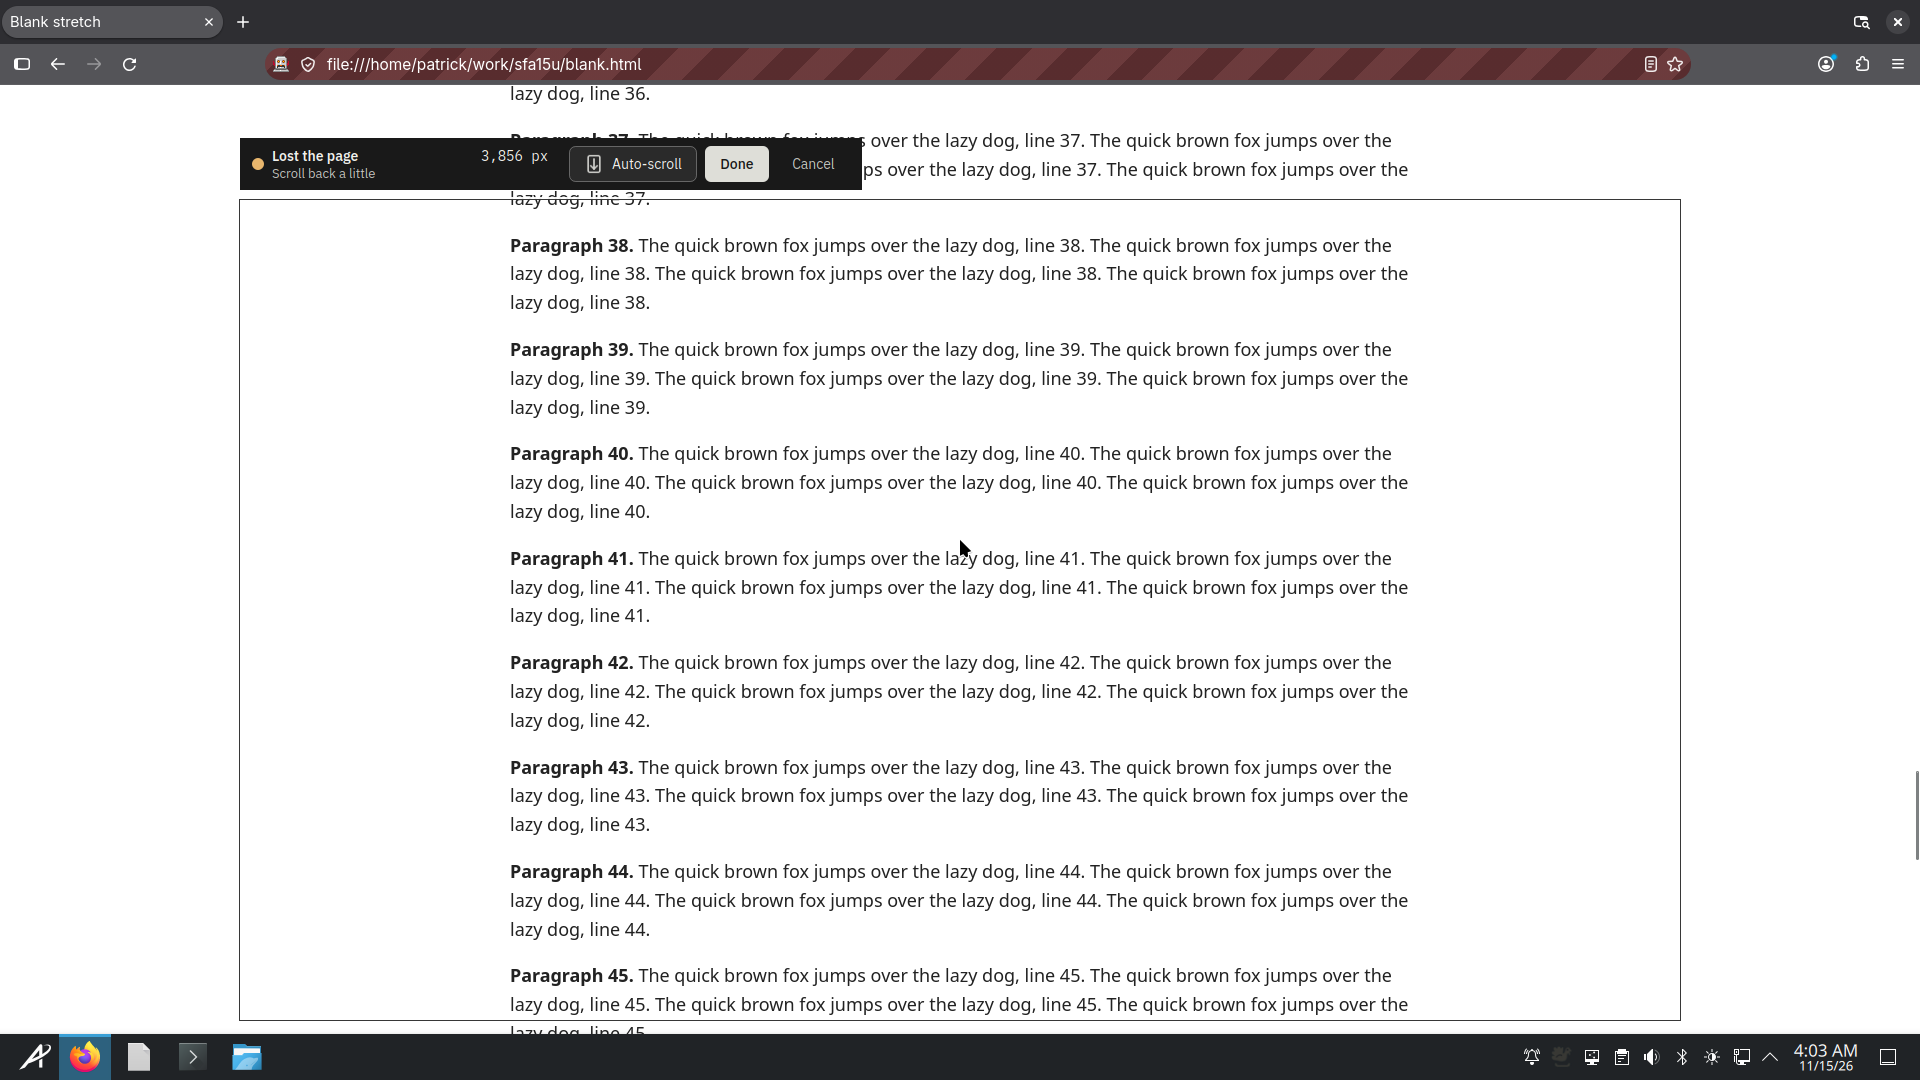 Blank stretch
file:///home/patrick/work/sfa15u/blank.html
lazy dog, line 36.
Paragraph 37. The quick brown fox jumps over the lazy dog, line 37. The quick brown fox jumps over the
Lost the page
Scroll back a little
3,856 px
Auto-scroll
Done
Cancel
ps over the lazy dog, line 37. The quick brown fox jumps over the
lazy dog, line 37.
Paragraph 38. The quick brown fox jumps over the lazy dog, line 38. The quick brown fox jumps over the
lazy dog, line 38. The quick brown fox jumps over the lazy dog, line 38. The quick brown fox jumps over the
lazy dog, line 38.
Paragraph 39. The quick brown fox jumps over the lazy dog, line 39. The quick brown fox jumps over the
lazy dog, line 39. The quick brown fox jumps over the lazy dog, line 39. The quick brown fox jumps over the
lazy dog, line 39.
Paragraph 40. The quick brown fox jumps over the lazy dog, line 40. The quick brown fox jumps over the
lazy dog, line 40. The quick brown fox jumps over the lazy dog, line 40. The quick brown fox jumps over the
lazy dog, line 40.
Paragraph 41. The quick brown fox jumps over the lazy dog, line 41. The quick brown fox jumps over the
lazy dog, line 41. The quick brown fox jumps over the lazy dog, line 41. The quick brown fox jumps over the
lazy dog, line 41.
Paragraph 42. The quick brown fox jumps over the lazy dog, line 42. The quick brown fox jumps over the
lazy dog, line 42. The quick brown fox jumps over the lazy dog, line 42. The quick brown fox jumps over the
lazy dog, line 42.
Paragraph 43. The quick brown fox jumps over the lazy dog, line 43. The quick brown fox jumps over the
lazy dog, line 43. The quick brown fox jumps over the lazy dog, line 43. The quick brown fox jumps over the
lazy dog, line 43.
Paragraph 44. The quick brown fox jumps over the lazy dog, line 44. The quick brown fox jumps over the
lazy dog, line 44. The quick brown fox jumps over the lazy dog, line 44. The quick brown fox jumps over the
lazy dog, line 44.
Paragraph 45. The quick brown fox jumps over the lazy dog, line 45. The quick brown fox jumps over the
lazy dog, line 45. The quick brown fox jumps over the lazy dog, line 45. The quick brown fox jumps over the
lazy dog, line 45.
4:03 AM
11/15/26